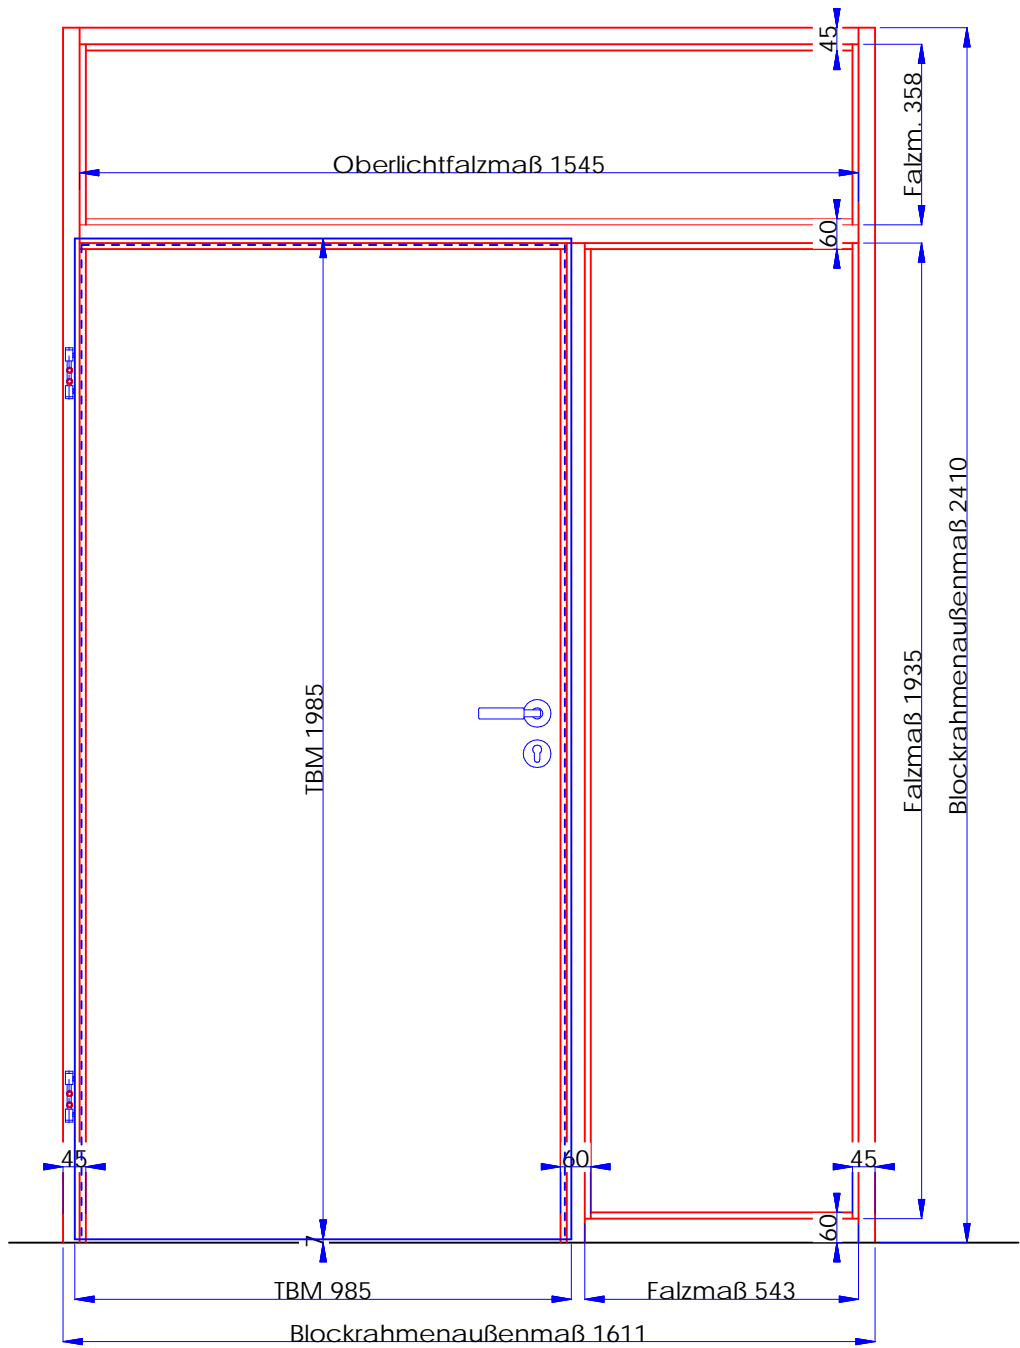 45
Falzm. 358
Oberlichtfalzmaß 1545
60
Blockrahmenaußenmaß 2410
Falzmaß 1935
TBM 1985
45
60
45
60
7
TBM 985
Falzmaß 543
Blockrahmenaußenmaß 1611